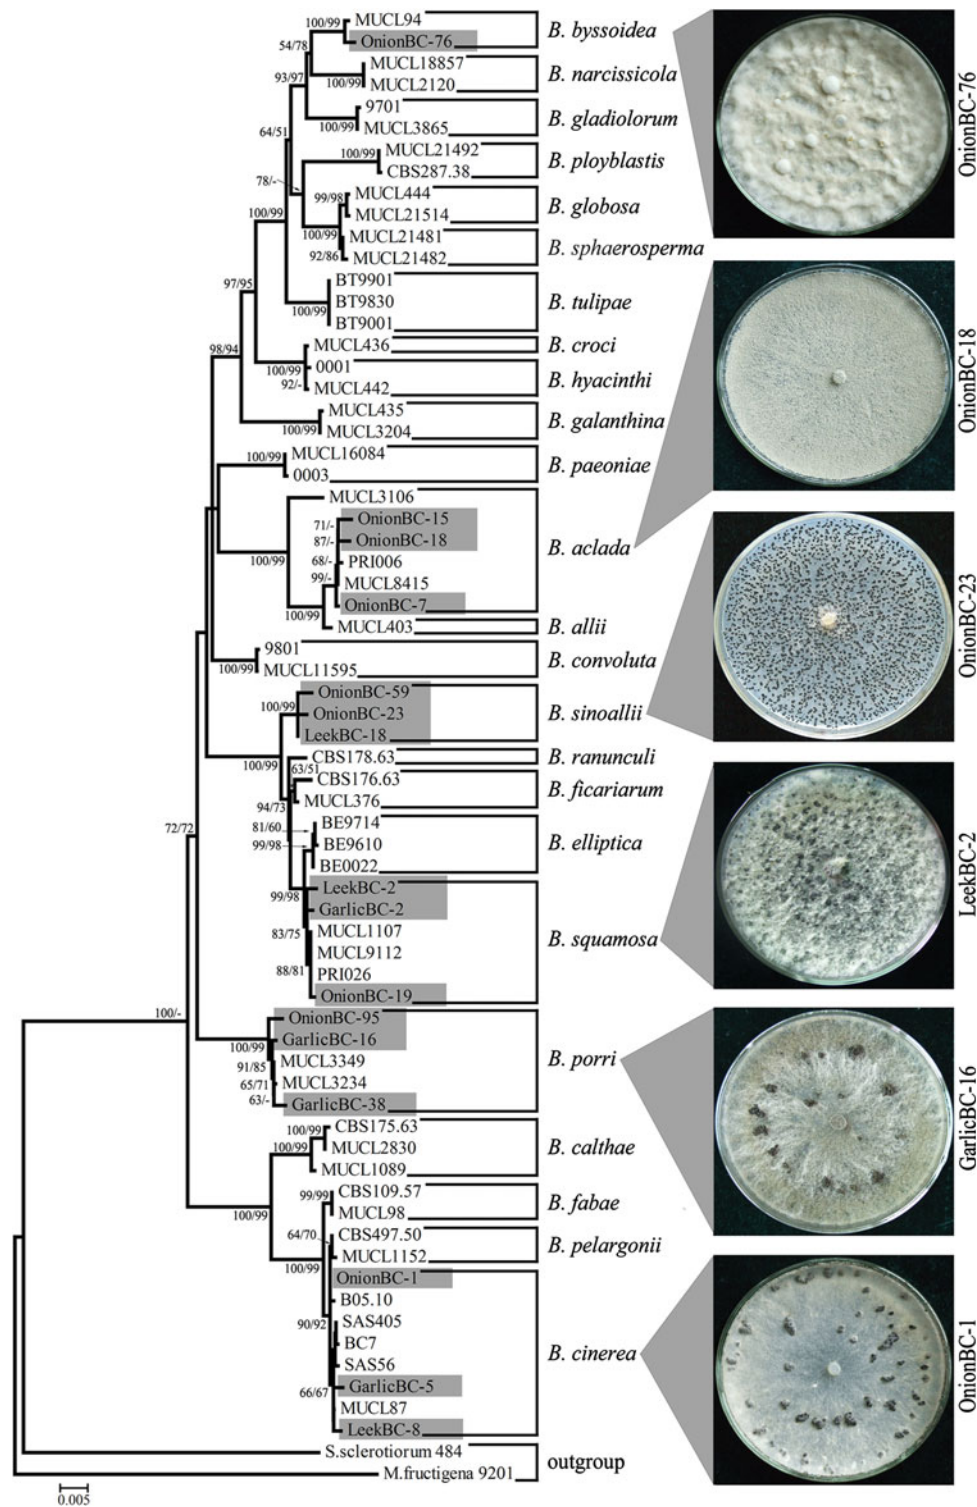 100/99
MUCL94
OnionBC-76
B. byssoidea
54/78
MUCL18857
100/99
MUCL2120
B. narcissicola
93/97
9701
100/99
MUCL3865
B. gladiolorum
64/51
MUCL21492
100/99
CBS287.38
B. ployblastis
78/-
MUCL444
99/98
MUCL21514
B. globosa
100/99
100/99
MUCL21481
92/86
MUCL21482
B. sphaerosperma
BT9901
BT9830
100/99
BT9001
B. tulipae
97/95
MUCL436
B. croci
98/94
100/99
0001
92/-
MUCL442
B. hyacinthi
MUCL435
100/99
MUCL3204
B. galanthina
100/99
MUCL16084
0003
B. paeoniae
MUCL3106
71/-
OnionBC-15
87/-
OnionBC-18
B. aclada
100/99
68/-
PRI006
99/-
MUCL8415
OnionBC-7
100/99
MUCL403
B. allii
9801
100/99
MUCL11595
B. convoluta
OnionBC-59
100/99
OnionBC-23
LeekBC-18
B. sinoallii
100/99
CBS178.63
B. ranunculi
63/51
CBS176.63
94/73
MUCL376
B. ficariarum
81/60
BE9714
99/98
BE9610
BE0022
B. elliptica
99/98
LeekBC-2
GarlicBC-2
83/75
MUCL1107
MUCL9112
88/81
PRI026
OnionBC-19
B. squamosa
72/72
100/-
OnionBC-95
GarlicBC-16
100/99
MUCL3349
91/85
65/71
MUCL3234
63/-
GarlicBC-38
B. porri
100/99
CBS175.63
100/99
MUCL2830
MUCL1089
B. calthae
100/99
99/99
CBS109.57
MUCL98
B. fabae
64/70
CBS497.50
100/99
MUCL1152
B. pelargonii
OnionBC-1
B05.10
90/92
SAS405
BC7
SAS56
66/67
GarlicBC-5
MUCL87
LeekBC-8
B. cinerea
S.sclerotiorum 484
M.fructigena 9201
outgroup
0.005
OnionBC-76
OnionBC-18
OnionBC-23
LeekBC-2
GarlicBC-16
OnionBC-1